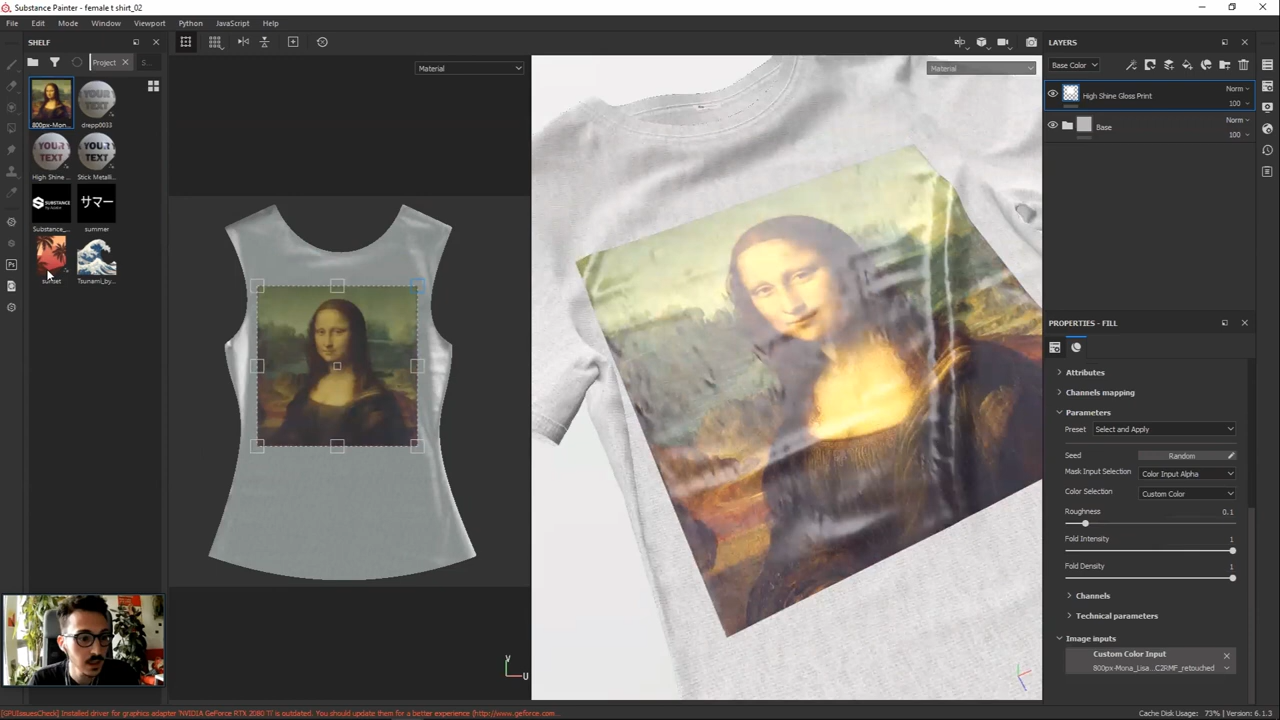 Substance Painter - female t shirt_02
File Edit Mode Window Viewport Python JavaScript Help
SHELF
Project
S...
Material
Material
800px-Mon...
drepp0033
YOUR TEXT
YOUR TEXT
YOUR TEXT
High Shine ...
Stick Metalli...
SUBSTANCE
サマー
Substance_...
summer
sunset
Tsunami_by...
V
U
LAYERS
Base Color
High Shine Gloss Print
Norm
100
Base
Norm
100
PROPERTIES - FILL
Attributes
Channels mapping
Parameters
Preset Select and Apply
Seed Random
Mask Input Selection Color Input Alpha
Color Selection Custom Color
Roughness 0.1
Fold Intensity 1
Fold Density 1
Channels
Technical parameters
Image inputs
Custom Color Input
800px-Mona_Lisa...C2RMF_retouched
[GPUIssuesCheck] Installed driver for graphics adapter 'NVIDIA GeForce RTX 2080 Ti' is outdated. You should update them for a better experience (http://www.geforce.com
Cache Disk Usage: 73% | Version: 6.1.3